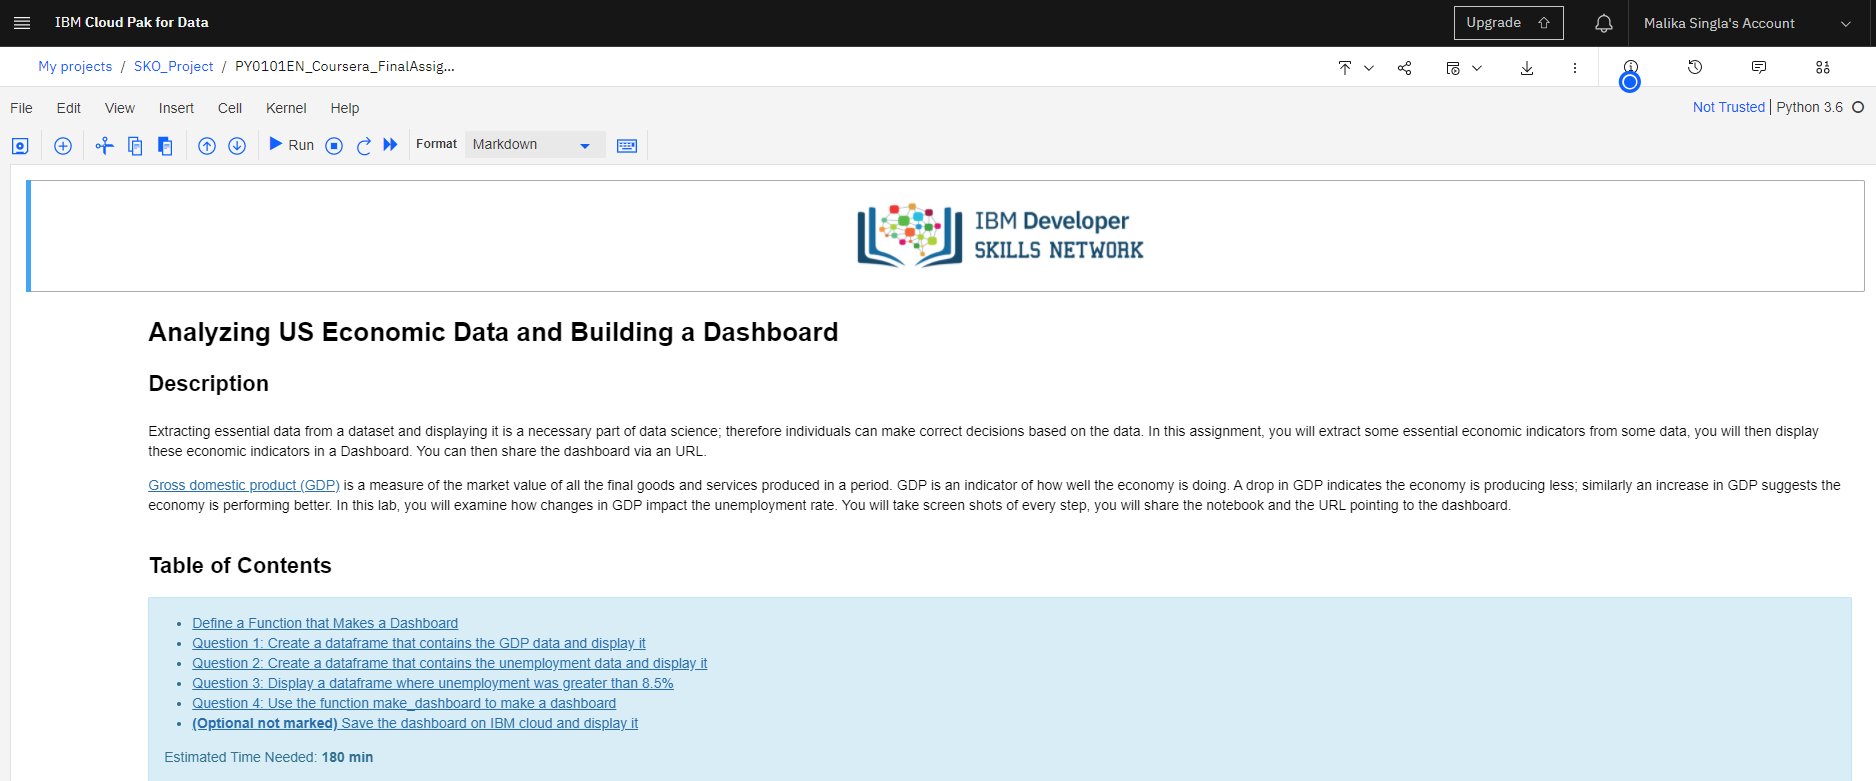 IBM Cloud Pak for Data
Upgrade
Malika Singla's Account
My projects / SKO_Project / PY0101EN_Coursera_FinalAssig...
File Edit View Insert Cell Kernel Help
Not Trusted | Python 3.6
Run
Format
Markdown
IBM Developer
SKILLS NETWORK
Analyzing US Economic Data and Building a Dashboard
Description
Extracting essential data from a dataset and displaying it is a necessary part of data science; therefore individuals can make correct decisions based on the data. In this assignment, you will extract some essential economic indicators from some data, you will then display
these economic indicators in a Dashboard. You can then share the dashboard via an URL.
Gross domestic product (GDP) is a measure of the market value of all the final goods and services produced in a period. GDP is an indicator of how well the economy is doing. A drop in GDP indicates the economy is producing less; similarly an increase in GDP suggests the
economy is performing better. In this lab, you will examine how changes in GDP impact the unemployment rate. You will take screen shots of every step, you will share the notebook and the URL pointing to the dashboard.
Table of Contents
• Define a Function that Makes a Dashboard
• Question 1: Create a dataframe that contains the GDP data and display it
• Question 2: Create a dataframe that contains the unemployment data and display it
• Question 3: Display a dataframe where unemployment was greater than 8.5%
• Question 4: Use the function make_dashboard to make a dashboard
• (Optional not marked) Save the dashboard on IBM cloud and display it
Estimated Time Needed: 180 min